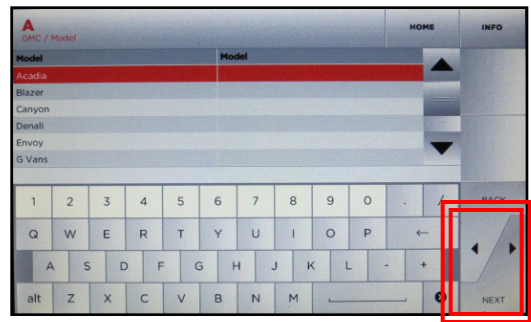 A
GMC / Model
HOME
INFO
Model Model
Acadia
Blazer
Canyon
Denali
Envoy
G Vans
1 2 3 4 5 6 7 8 9 0 . /
BACK
Q W E R T Y U I O P ←
A S D F G H J K L - +
alt Z X C V B N M
NEXT